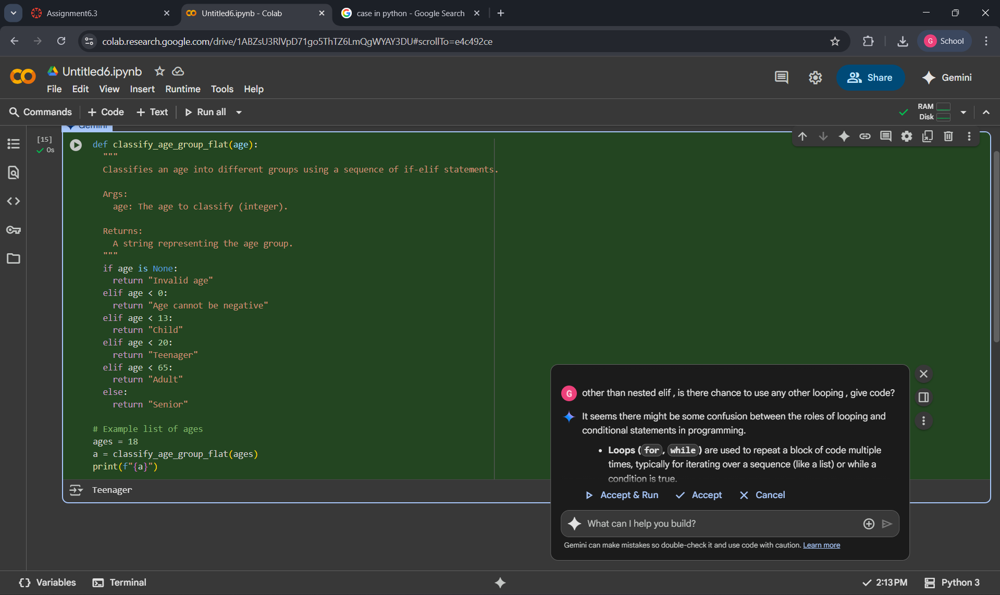 Assignment6.3
Untitled6.ipynb - Colab
case in python - Google Search
colab.research.google.com/drive/1ABZsU3RlVpD71go5ThTZ6LmQgWYAY3DU#scrollTo=e4c492ce
G School
Untitled6.ipynb
File Edit View Insert Runtime Tools Help
Share
Gemini
Commands + Code + Text Run all
RAM
Disk
Gemini
[15]
0s
def classify_age_group_flat(age):
"""
Classifies an age into different groups using a sequence of if-elif statements.
Args:
age: The age to classify (integer).
Returns:
A string representing the age group.
"""
if age is None:
return "Invalid age"
elif age < 0:
return "Age cannot be negative"
elif age < 13:
return "Child"
elif age < 20:
return "Teenager"
elif age < 65:
return "Adult"
else:
return "Senior"
# Example list of ages
ages = 18
a = classify_age_group_flat(ages)
print(f"{a}")
Teenager
G other than nested elif , is there chance to use any other looping , give code?
It seems there might be some confusion between the roles of looping and
conditional statements in programming.
• Loops ( for , while ) are used to repeat a block of code multiple
times, typically for iterating over a sequence (like a list) or while a
condition is true.
Accept & Run Accept Cancel
What can I help you build?
Gemini can make mistakes so double-check it and use code with caution. Learn more
Variables Terminal
2:13 PM Python 3